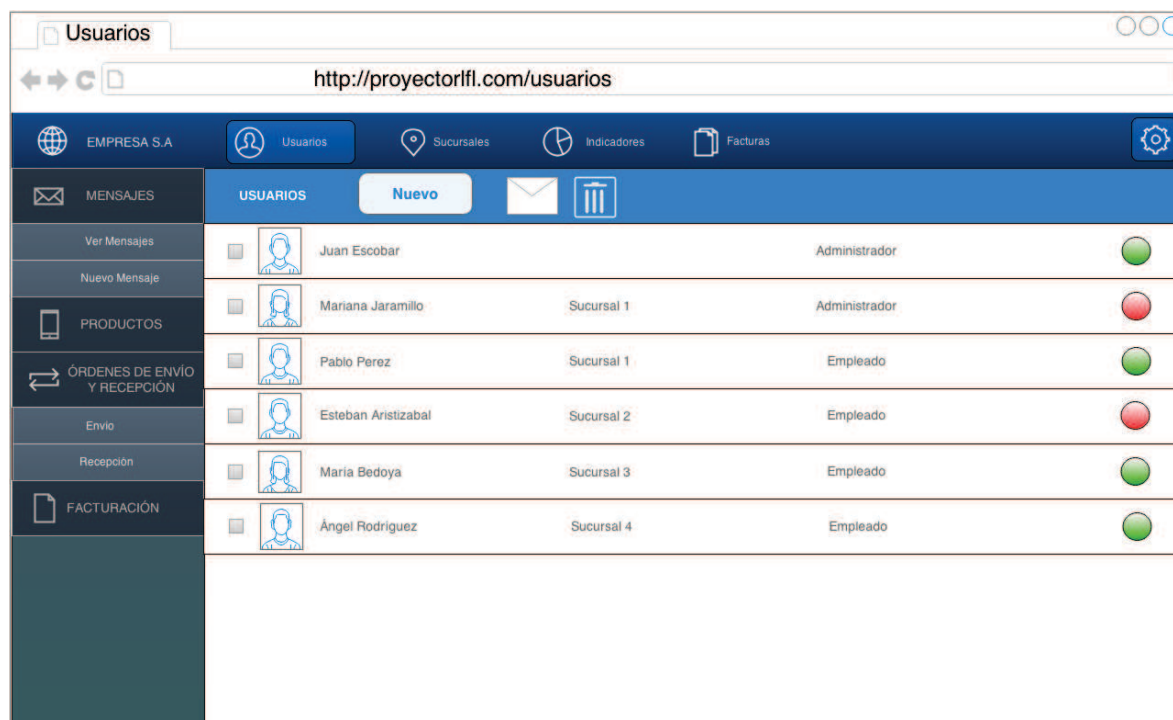 Usuarios
http://proyectorlfl.com/usuarios
EMPRESA S.A
Usuarios
Sucursales
Indicadores
Facturas
MENSAJES
Ver Mensajes
Nuevo Mensaje
PRODUCTOS
ÓRDENES DE ENVÍO
Y RECEPCIÓN
Envio
Recepción
FACTURACIÓN
USUARIOS
Nuevo
Juan Escobar Administrador
Mariana Jaramillo Sucursal 1 Administrador
Pablo Perez Sucursal 1 Empleado
Esteban Aristizabal Sucursal 2 Empleado
Maria Bedoya Sucursal 3 Empleado
Ángel Rodriguez Sucursal 4 Empleado